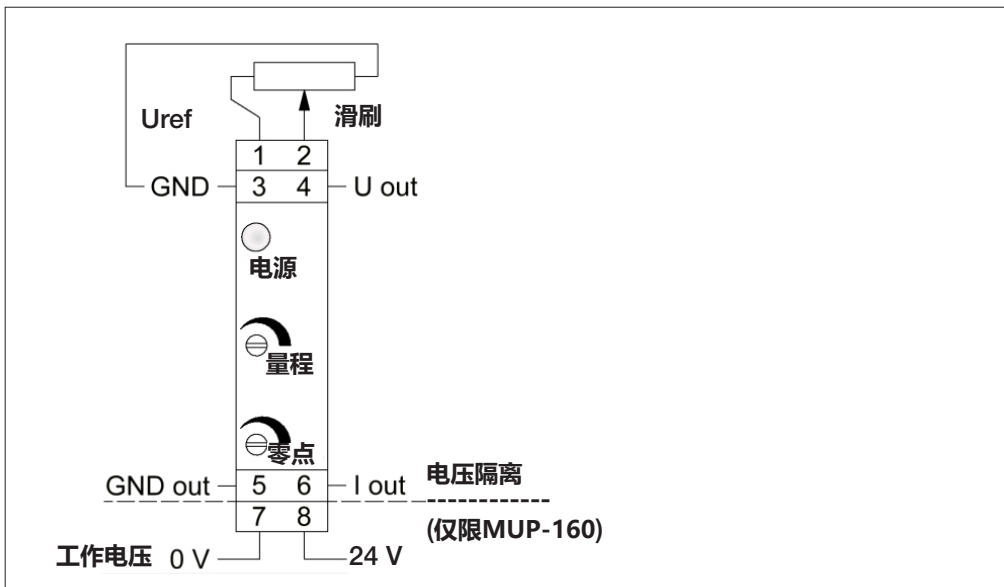 Uref
滑刷
1 2
GND 3 4 U out
电源
量程
零点
GND out 5 6 I out 电压隔离
7 8 (仅限MUP-160)
工作电压 0 V 24 V